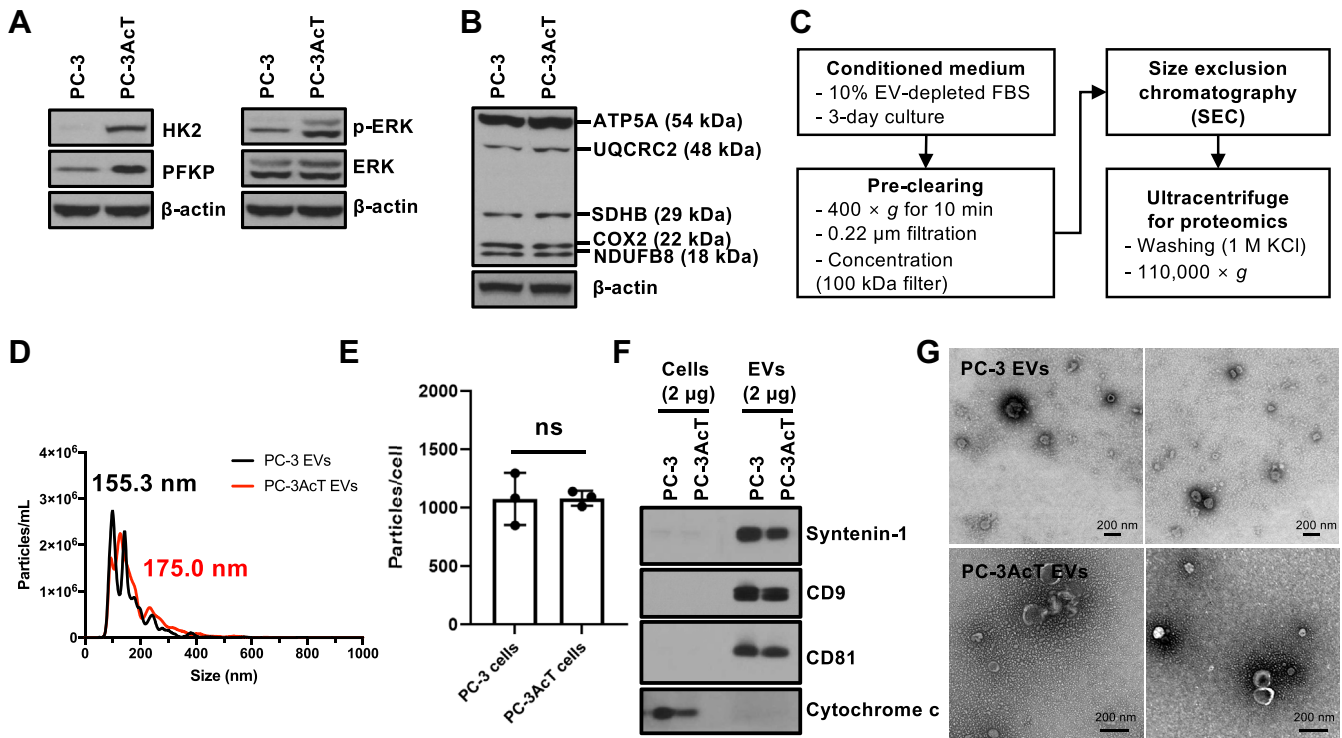 A
PC-3
PC-3AcT
HK2
PFKP
β-actin
PC-3
PC-3AcT
p-ERK
ERK
β-actin
B
PC-3
PC-3AcT
ATP5A (54 kDa)
UQCRC2 (48 kDa)
SDHB (29 kDa)
COX2 (22 kDa)
NDUFB8 (18 kDa)
β-actin
C
Conditioned medium
- 10% EV-depleted FBS
- 3-day culture
Pre-clearing
- 400 × g for 10 min
- 0.22 µm filtration
- Concentration
(100 kDa filter)
Size exclusion
chromatography
(SEC)
Ultracentrifuge
for proteomics
- Washing (1 M KCl)
- 110,000 × g
D
Particles/mL
4×10⁶
3×10⁶
2×10⁶
1×10⁶
0
0
200
400
600
800
1000
Size (nm)
155.3 nm
175.0 nm
PC-3 EVs
PC-3AcT EVs
E
Particles/cell
2000
1500
1000
500
0
ns
PC-3 cells
PC-3AcT cells
F
Cells
(2 µg)
EVs
(2 µg)
PC-3
PC-3AcT
PC-3
PC-3AcT
Syntenin-1
CD9
CD81
Cytochrome c
G
PC-3 EVs
200 nm
200 nm
PC-3AcT EVs
200 nm
200 nm